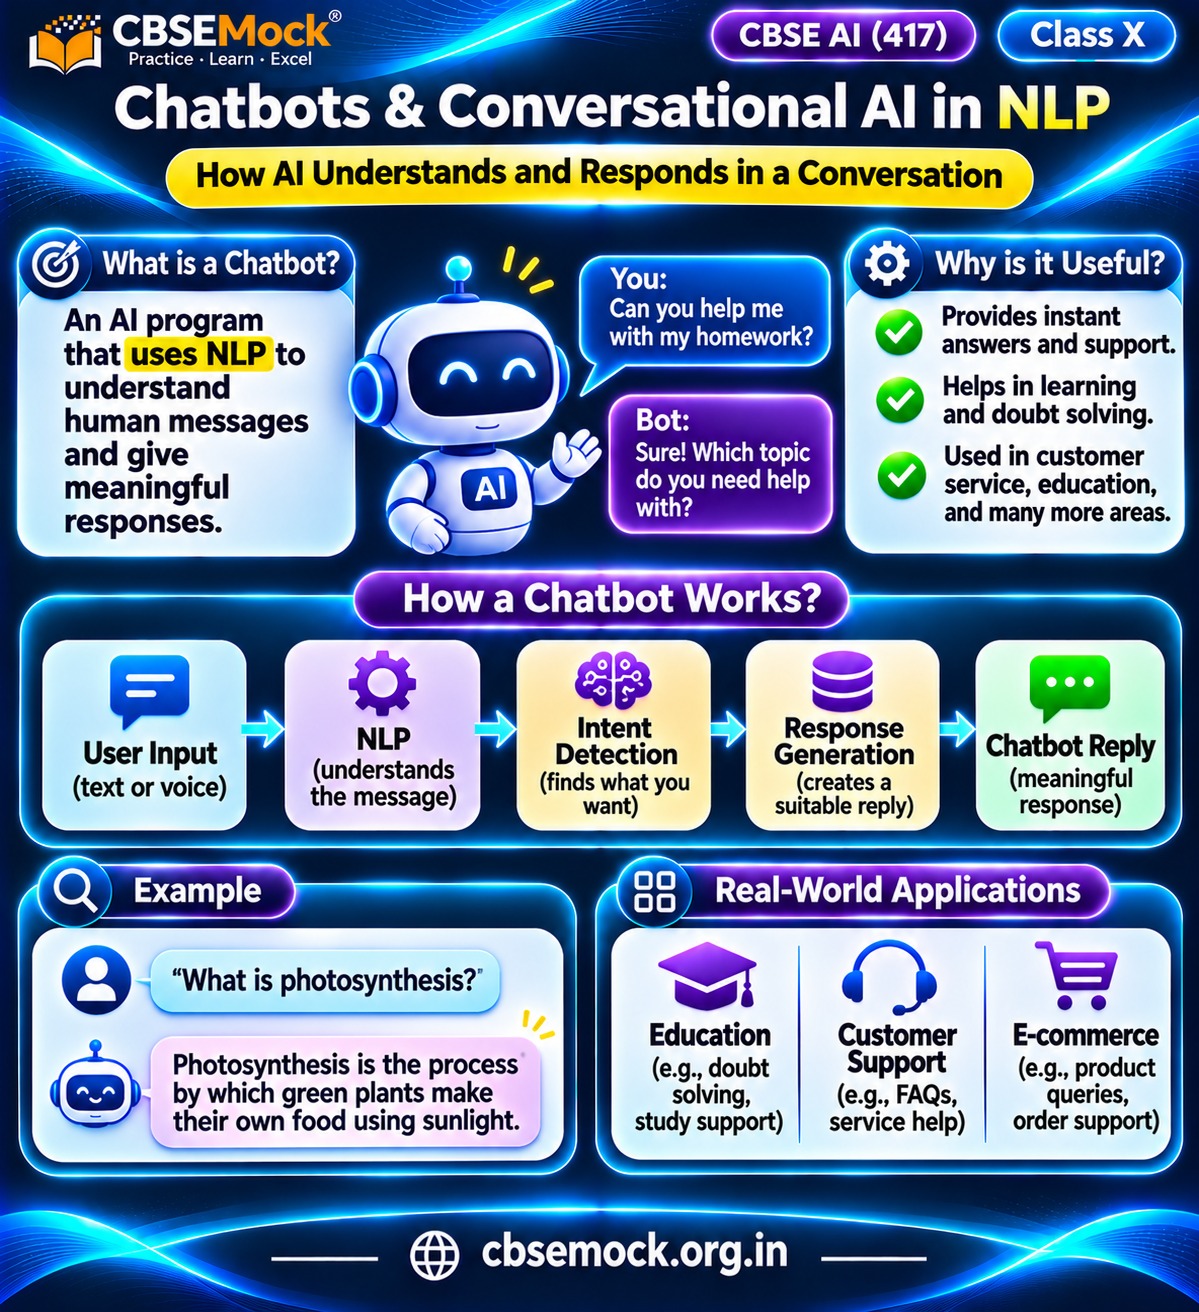 CBSEMock®
Practice · Learn · Excel
CBSE AI (417)
Class X
Chatbots & Conversational AI in NLP
How AI Understands and Responds in a Conversation
What is a Chatbot?
An AI program
that uses NLP to
understand
human messages
and give
meaningful
responses.
AI
You:
Can you help me
with my homework?
Bot:
Sure! Which topic
do you need help
with?
Why is it Useful?
Provides instant
answers and support.
Helps in learning
and doubt solving.
Used in customer
service, education,
and many more areas.
How a Chatbot Works?
User Input
(text or voice)
NLP
(understands
the message)
Intent
Detection
(finds what you
want)
Response
Generation
(creates a
suitable reply)
Chatbot Reply
(meaningful
response)
Example
“What is photosynthesis?”
Photosynthesis is the process
by which green plants make
their own food using sunlight.
Real-World Applications
Education
(e.g., doubt
solving,
study support)
Customer
Support
(e.g., FAQs,
service help)
E-commerce
(e.g., product
queries,
order support)
cbsemock.org.in